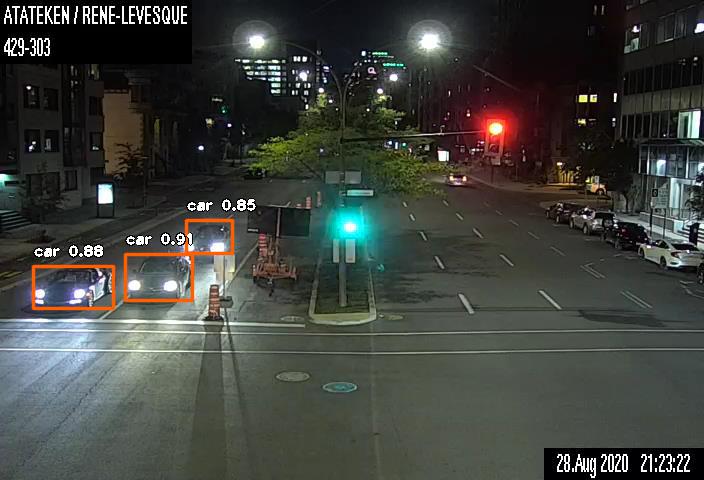 ATATEKEN / RENE-LEVESQUE
429-303
car 0.85
car 0.91
car 0.88
28.Aug 2020 21:23:22